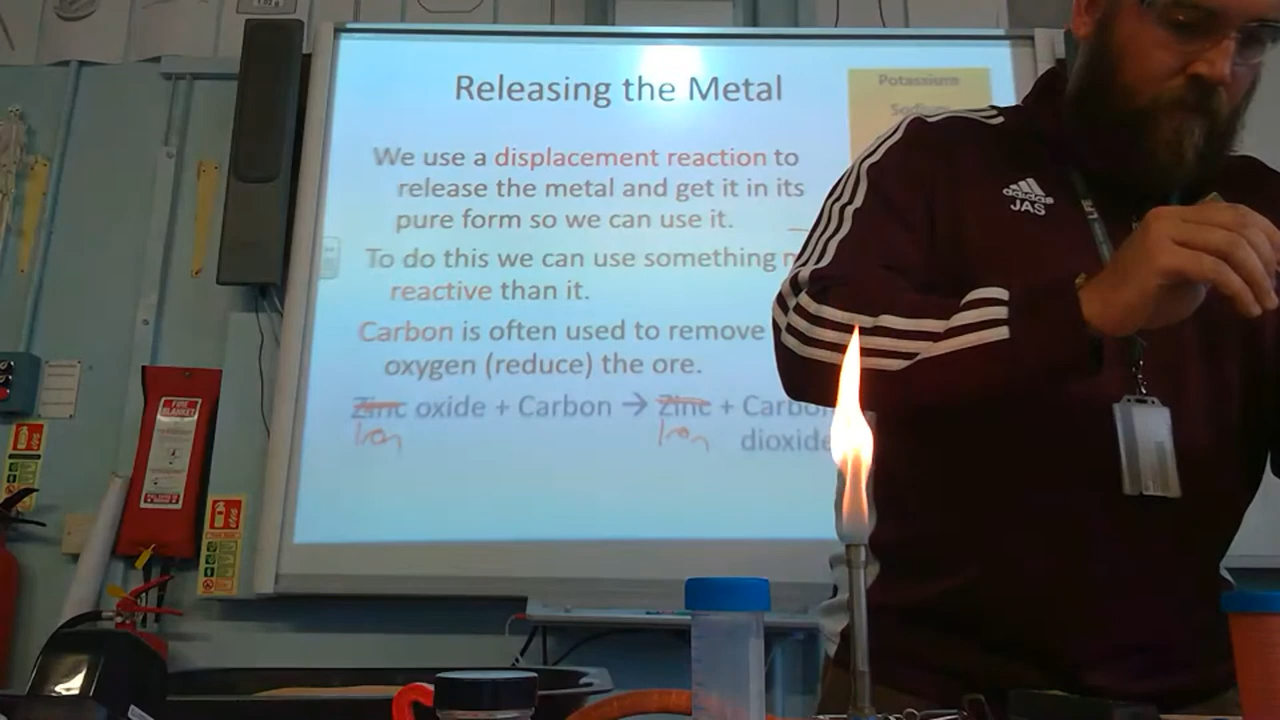 Releasing the Metal
Potassium
Sodium
We use a displacement reaction to
release the metal and get it in its
pure form so we can use it.
To do this we can use something
reactive than it.
Carbon is often used to remove
oxygen (reduce) the ore.
Zinc oxide + Carbon → Zinc + Carbon
Iron Iron dioxide
adidas
JAS
FIRE
BLANKET